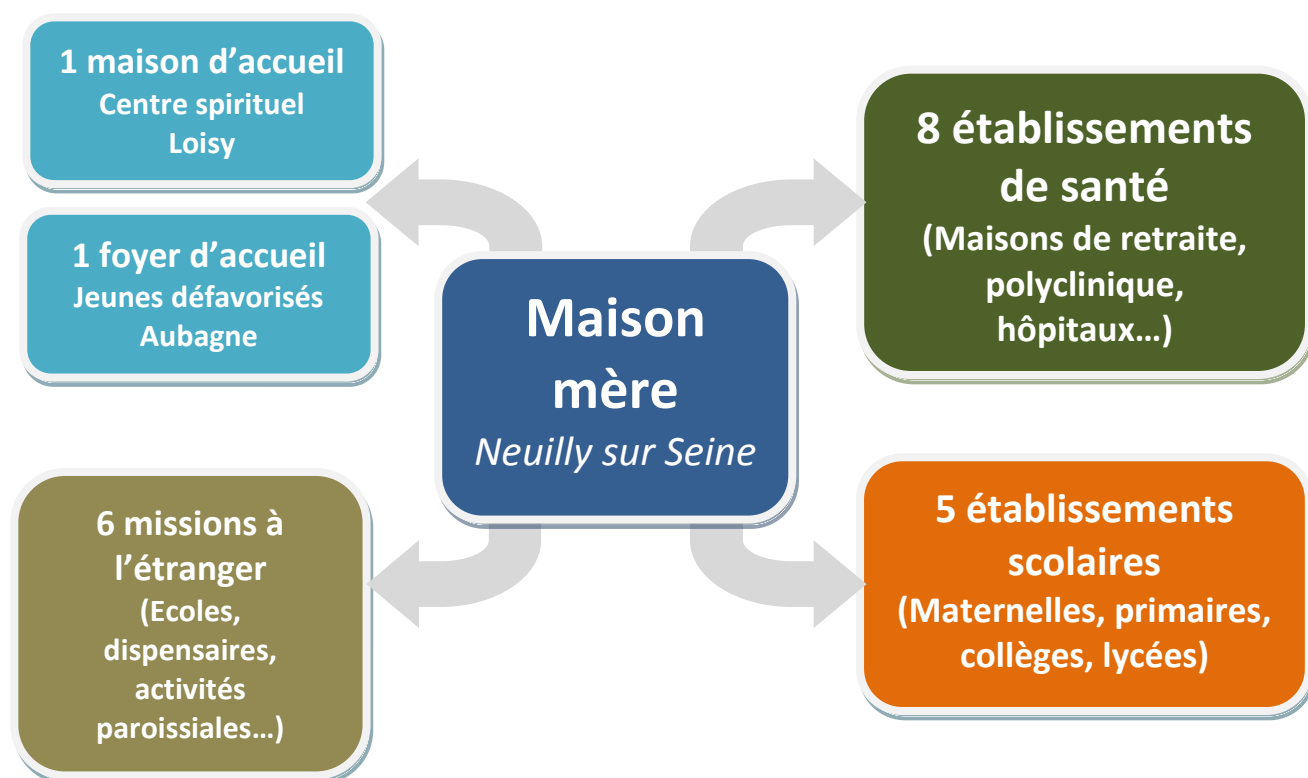 1 maison d’accueil
Centre spirituel
Loisy
1 foyer d’accueil
Jeunes défavorisés
Aubagne
8 établissements
de santé
(Maisons de retraite,
polyclinique,
hôpitaux…)
Maison
mère
Neuilly sur Seine
6 missions à
l’étranger
(Ecoles,
dispensaires,
activités
paroissiales…)
5 établissements
scolaires
(Maternelles, primaires,
collèges, lycées)